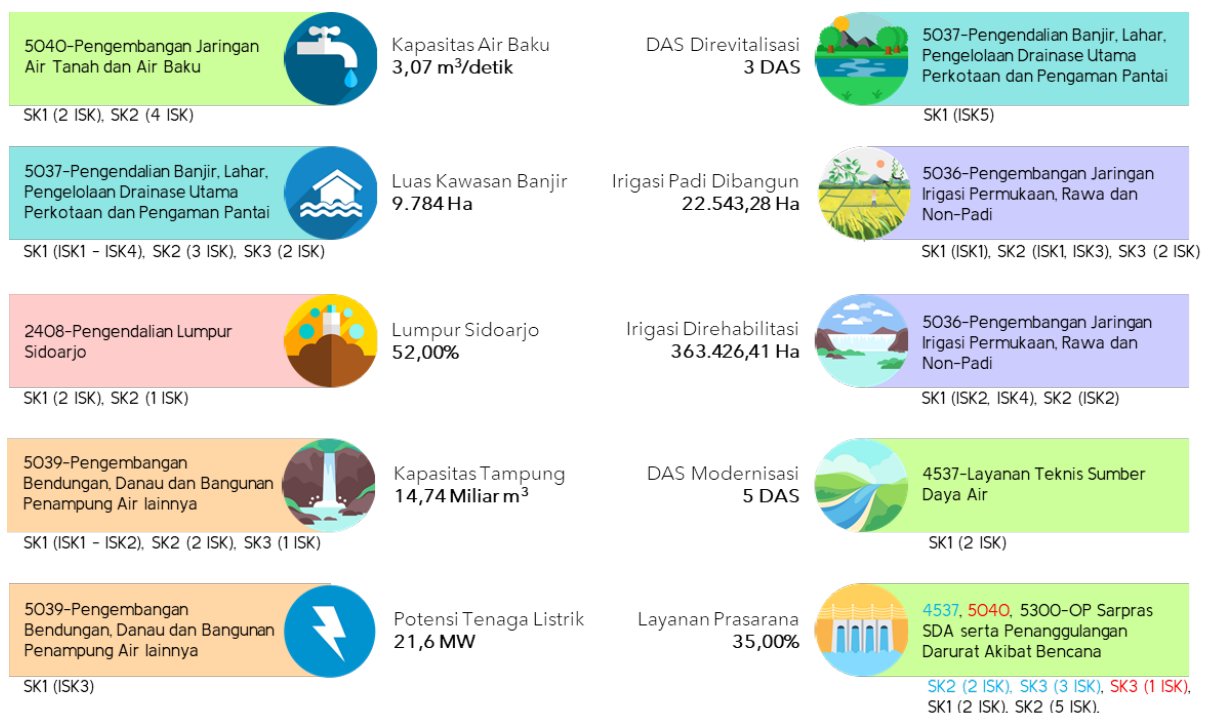 5040-Pengembangan Jaringan
Air Tanah dan Air Baku
SK1 (2 ISK), SK2 (4 ISK)
Kapasitas Air Baku
3,07 m³/detik
DAS Direvitalisasi
3 DAS
5037-Pengendalian Banjir, Lahar,
Pengelolaan Drainase Utama
Perkotaan dan Pengaman Pantai
SK1 (ISK5)
5037-Pengendalian Banjir, Lahar,
Pengelolaan Drainase Utama
Perkotaan dan Pengaman Pantai
SK1 (ISK1 - ISK4), SK2 (3 ISK), SK3 (2 ISK)
Luas Kawasan Banjir
9.784 Ha
Irigasi Padi Dibangun
22.543,28 Ha
5036-Pengembangan Jaringan
Irigasi Permukaan, Rawa dan
Non-Padi
SK1 (ISK1), SK2 (ISK1, ISK3), SK3 (2 ISK)
2408-Pengendalian Lumpur
Sidoarjo
SK1 (2 ISK), SK2 (1 ISK)
Lumpur Sidoarjo
52,00%
Irigasi Direhabilitasi
363.426,41 Ha
5036-Pengembangan Jaringan
Irigasi Permukaan, Rawa dan
Non-Padi
SK1 (ISK2, ISK4), SK2 (ISK2)
5039-Pengembangan
Bendungan, Danau dan Bangunan
Penampung Air lainnya
SK1 (ISK1 - ISK2), SK2 (2 ISK), SK3 (1 ISK)
Kapasitas Tampung
14,74 Miliar m³
DAS Modernisasi
5 DAS
4537-Layanan Teknis Sumber
Daya Air
SK1 (2 ISK)
5039-Pengembangan
Bendungan, Danau dan Bangunan
Penampung Air lainnya
SK1 (ISK3)
Potensi Tenaga Listrik
21,6 MW
Layanan Prasarana
35,00%
4537, 5040, 5300-OP Sarpras
SDA serta Penanggulangan
Darurat Akibat Bencana
SK2 (2 ISK), SK3 (3 ISK), SK3 (1 ISK),
SK1 (2 ISK), SK2 (5 ISK),